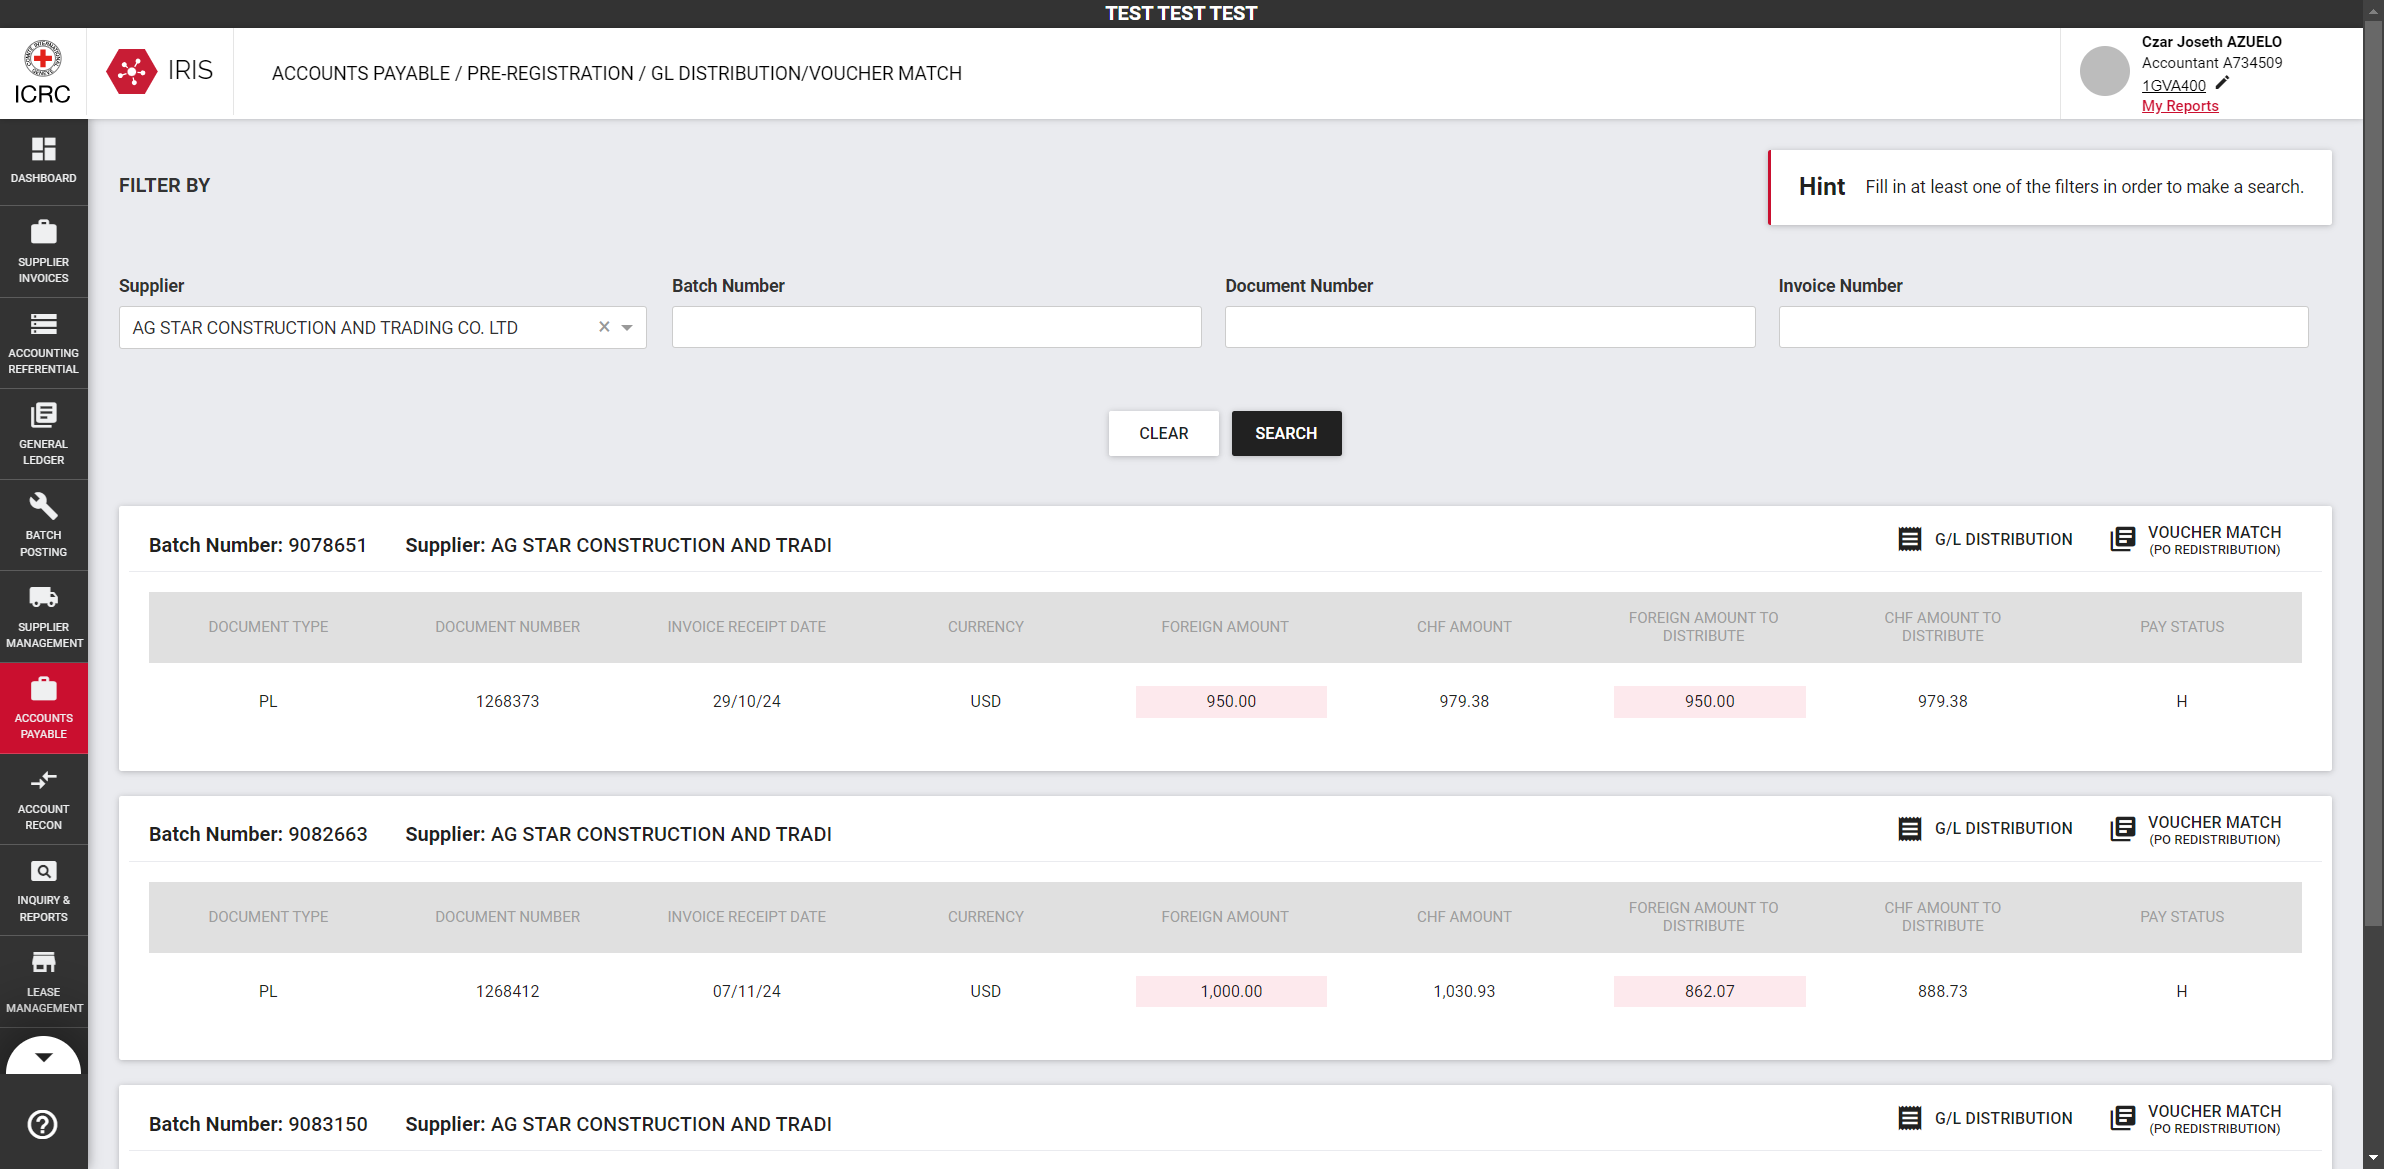 TEST TEST TEST
ICRC
IRIS
ACCOUNTS PAYABLE / PRE-REGISTRATION / GL DISTRIBUTION/VOUCHER MATCH
Czar Joseth AZUELO
Accountant A734509
1GVA400
My Reports
DASHBOARD
SUPPLIER
INVOICES
ACCOUNTING
REFERENTIAL
GENERAL
LEDGER
BATCH
POSTING
SUPPLIER
MANAGEMENT
ACCOUNTS
PAYABLE
ACCOUNT
RECON
INQUIRY &
REPORTS
LEASE
MANAGEMENT
FILTER BY
Hint Fill in at least one of the filters in order to make a search.
Supplier Batch Number Document Number Invoice Number
AG STAR CONSTRUCTION AND TRADING CO. LTD
CLEAR SEARCH
Batch Number: 9078651 Supplier: AG STAR CONSTRUCTION AND TRADI G/L DISTRIBUTION VOUCHER MATCH
(PO REDISTRIBUTION)
DOCUMENT TYPE DOCUMENT NUMBER INVOICE RECEIPT DATE CURRENCY FOREIGN AMOUNT CHF AMOUNT FOREIGN AMOUNT TO DISTRIBUTE CHF AMOUNT TO DISTRIBUTE PAY STATUS
PL 1268373 29/10/24 USD 950.00 979.38 950.00 979.38 H
Batch Number: 9082663 Supplier: AG STAR CONSTRUCTION AND TRADI G/L DISTRIBUTION VOUCHER MATCH
(PO REDISTRIBUTION)
DOCUMENT TYPE DOCUMENT NUMBER INVOICE RECEIPT DATE CURRENCY FOREIGN AMOUNT CHF AMOUNT FOREIGN AMOUNT TO DISTRIBUTE CHF AMOUNT TO DISTRIBUTE PAY STATUS
PL 1268412 07/11/24 USD 1,000.00 1,030.93 862.07 888.73 H
Batch Number: 9083150 Supplier: AG STAR CONSTRUCTION AND TRADI G/L DISTRIBUTION VOUCHER MATCH
(PO REDISTRIBUTION)